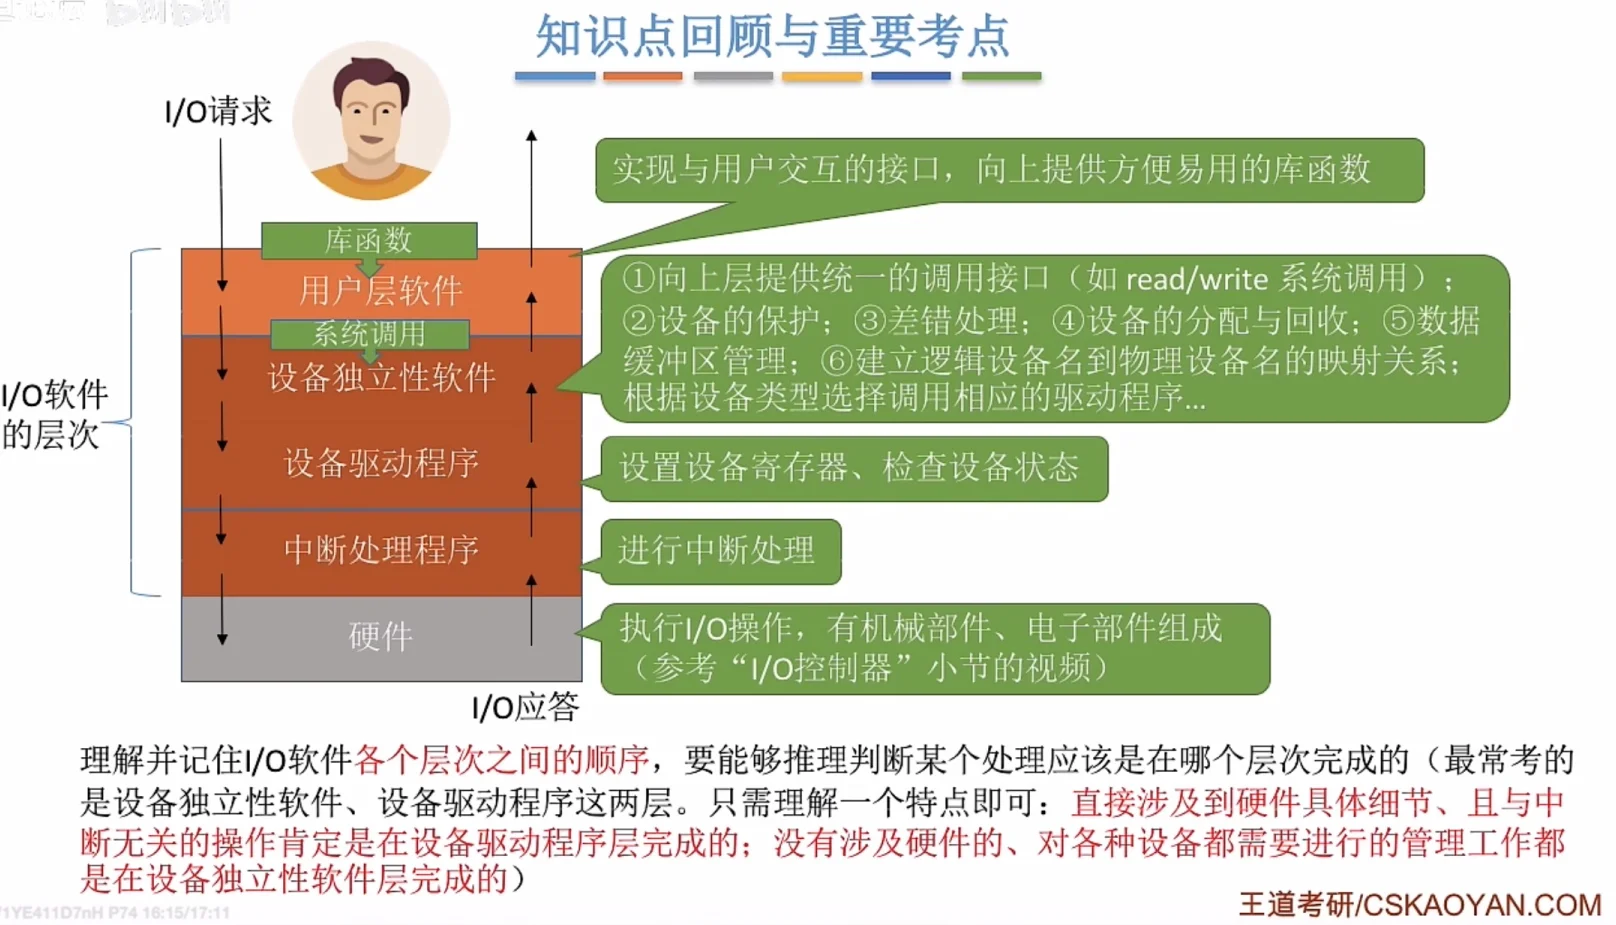 知识点回顾与重要考点
I/O请求
实现与用户交互的接口，向上提供方便易用的库函数
库函数
用户层软件
①向上层提供统一的调用接口（如 read/write 系统调用）；
②设备的保护；③差错处理；④设备的分配与回收；⑤数据
缓冲区管理；⑥建立逻辑设备名到物理设备名的映射关系；
根据设备类型选择调用相应的驱动程序…
系统调用
设备独立性软件
I/O软件
的层次
设备驱动程序
设置设备寄存器、检查设备状态
中断处理程序
进行中断处理
硬件
执行I/O操作，有机械部件、电子部件组成
（参考“I/O控制器”小节的视频）
I/O应答
理解并记住I/O软件各个层次之间的顺序，要能够推理判断某个处理应该是在哪个层次完成的（最常考的
是设备独立性软件、设备驱动程序这两层。只需理解一个特点即可：直接涉及到硬件具体细节、且与中
断无关的操作肯定是在设备驱动程序层完成的；没有涉及硬件的、对各种设备都需要进行的管理工作都
是在设备独立性软件层完成的）
王道考研/CSKAOYAN.COM
/1YE411D7nH P74 16:15/17:11